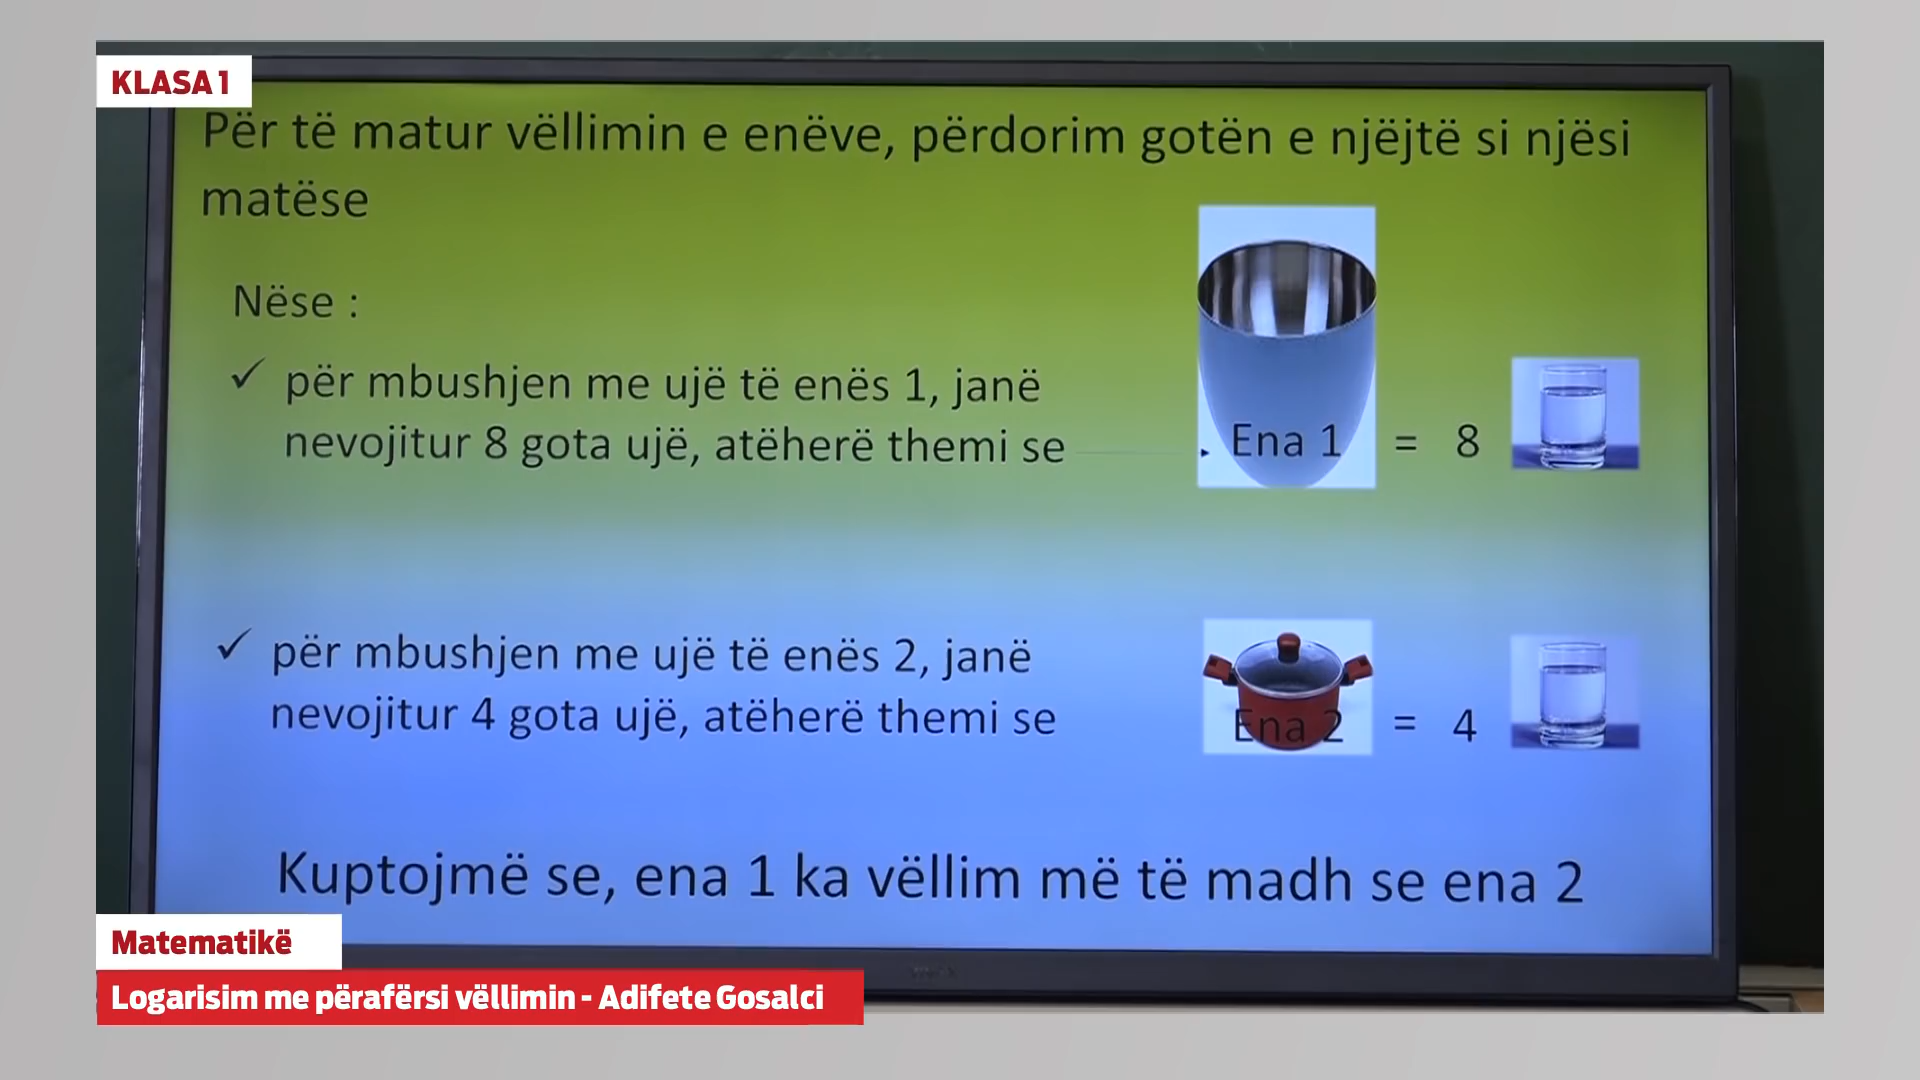 KLASA 1
Për të matur vëllimin e enëve, përdorim gotën e njëjtë si njësi
matëse
Nëse :
✓ për mbushjen me ujë të enës 1, janë
nevojitur 8 gota ujë, atëherë themi se
Ena 1 = 8
✓ për mbushjen me ujë të enës 2, janë
nevojitur 4 gota ujë, atëherë themi se
Ena 2 = 4
Kuptojmë se, ena 1 ka vëllim më të madh se ena 2
Matematikë
Logarisim me përafërsi vëllimin - Adifete Gosalci